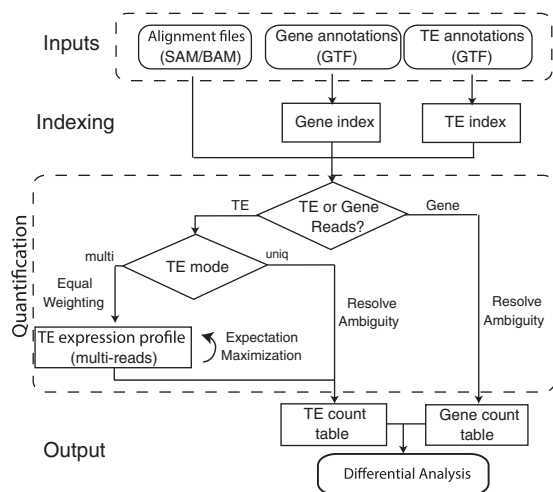 Inputs
Alignment files
(SAM/BAM)
Gene annotations
(GTF)
TE annotations
(GTF)
Indexing
Gene index
TE index
Quantification
TE or Gene
Reads?
TE
Gene
TE mode
multi
uniq
Equal
Weighting
Resolve
Ambiguity
Resolve
Ambiguity
TE expression profile
(multi-reads)
Expectation
Maximization
TE count
table
Gene count
table
Output
Differential Analysis